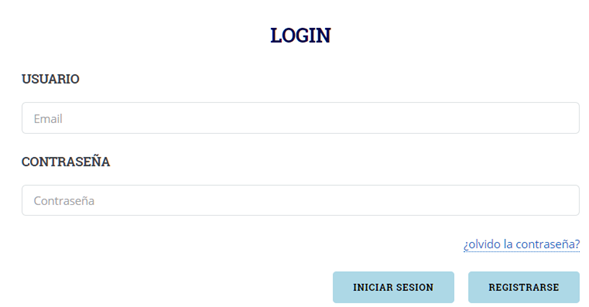 LOGIN
USUARIO
Email
CONTRASEÑA
Contraseña
¿olvido la contraseña?
INICIAR SESION REGISTRARSE